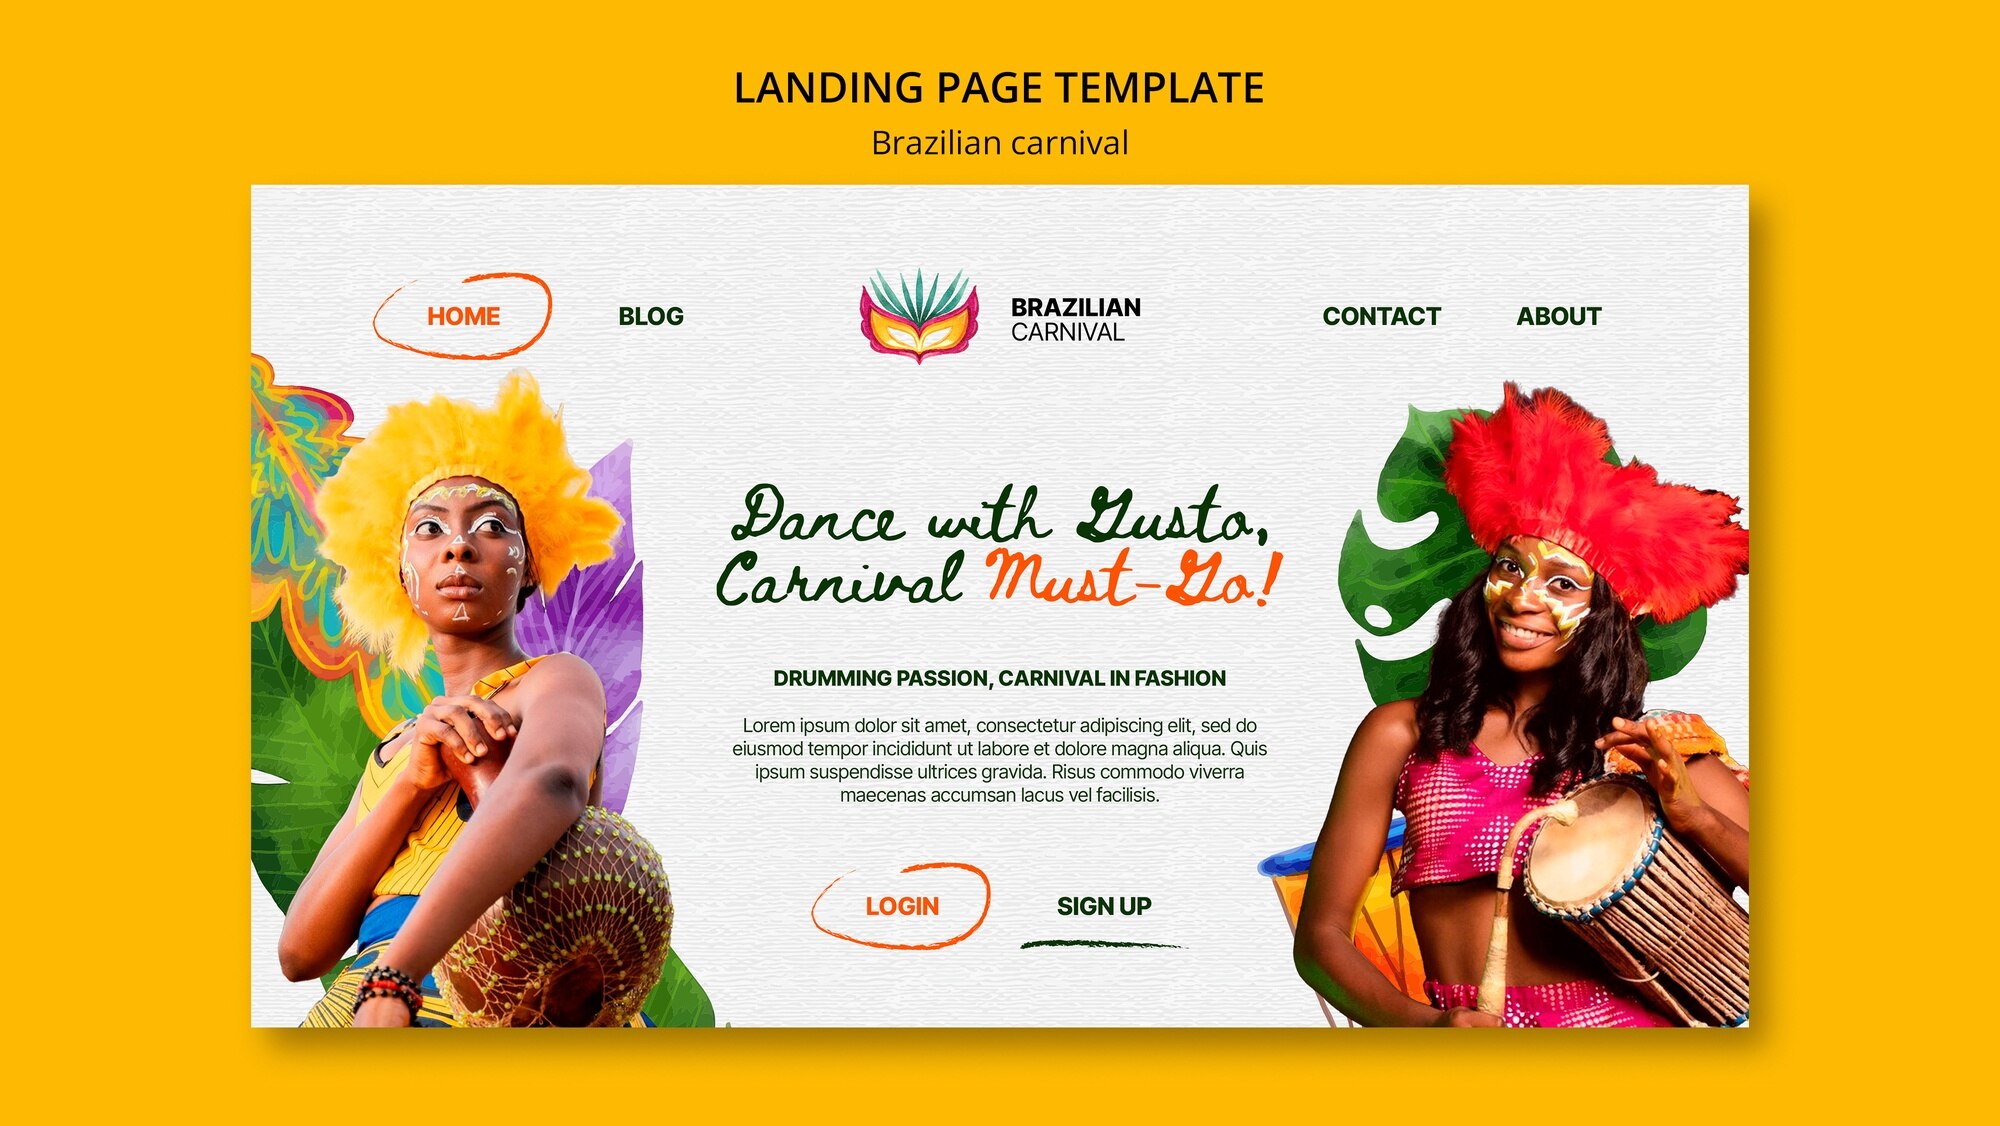 LANDING PAGE TEMPLATE
Brazilian carnival
HOME
BLOG
BRAZILIAN
CARNIVAL
CONTACT
ABOUT
Dance with Gusto,
Carnival Must-Go!
DRUMMING PASSION, CARNIVAL IN FASHION
Lorem ipsum dolor sit amet, consectetur adipiscing elit, sed do
eiusmod tempor incididunt ut labore et dolore magna aliqua. Quis
ipsum suspendisse ultrices gravida. Risus commodo viverra
maecenas accumsan lacus vel facilisis.
LOGIN
SIGN UP